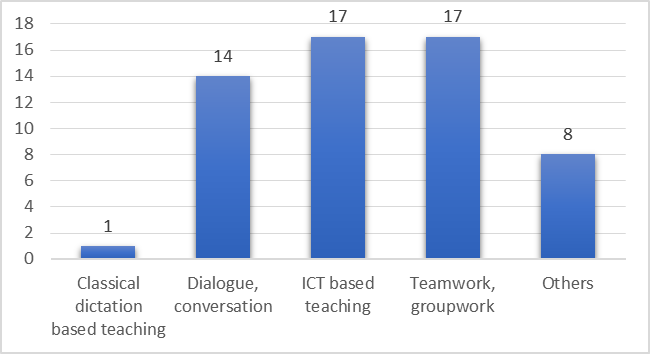 18
16
14
12
10
8
6
4
2
0
1
14
17
17
8
Classical
dictation
based teaching
Dialogue,
conversation
ICT based
teaching
Teamwork,
groupwork
Others